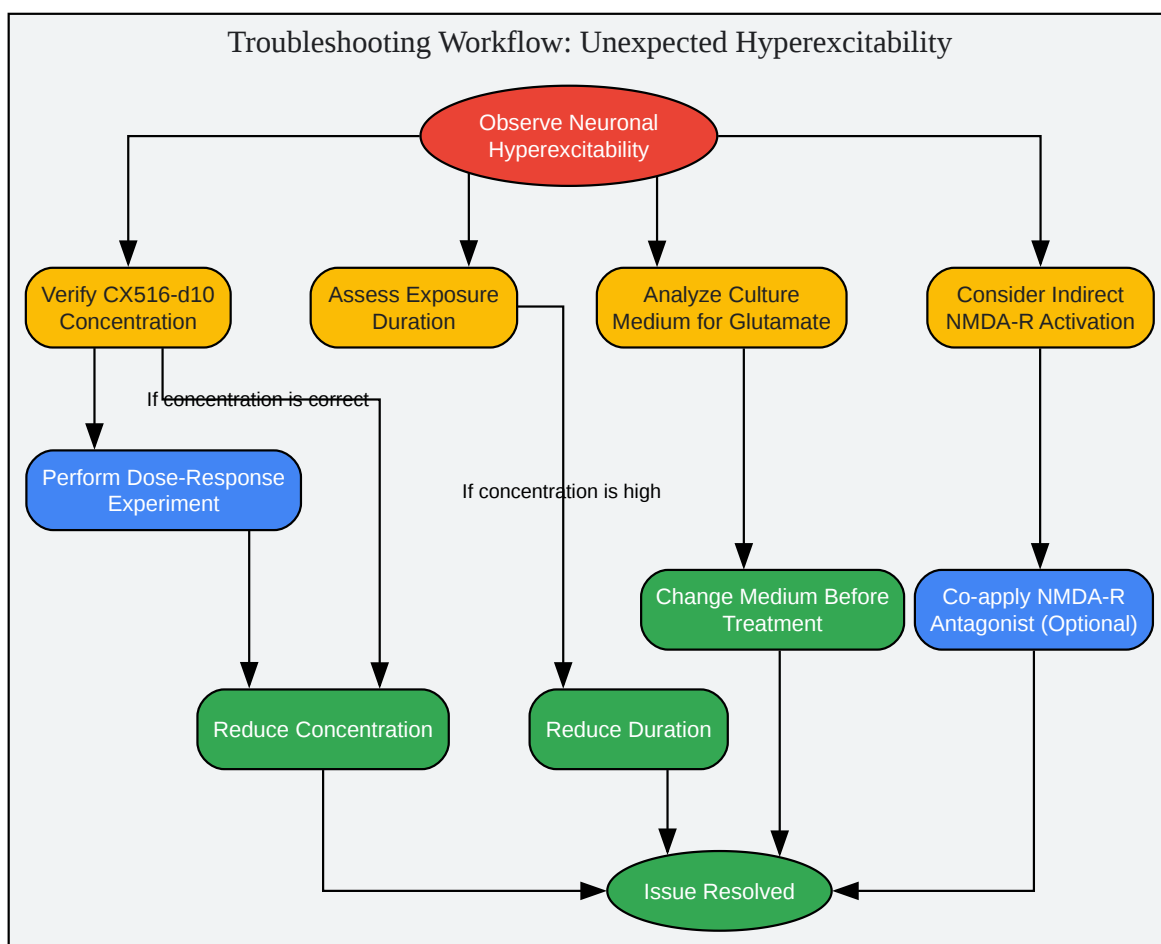 Troubleshooting Workflow: Unexpected Hyperexcitability
Observe Neuronal
Hyperexcitability
Verify CX516-d10
Concentration
Assess Exposure
Duration
Analyze Culture
Medium for Glutamate
Consider Indirect
NMDA-R Activation
If concentration is correct
Perform Dose-Response
Experiment
If concentration is high
Change Medium Before
Treatment
Co-apply NMDA-R
Antagonist (Optional)
Reduce Concentration
Reduce Duration
Issue Resolved